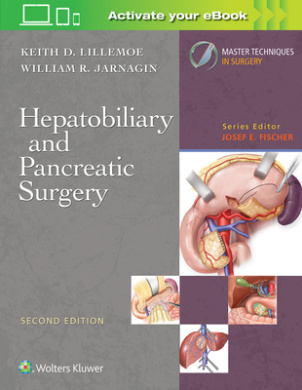 Activate your eBook
KEITH D. LILLEMOE
WILLIAM R. JARNAGIN
MASTER TECHNIQUES
IN SURGERY
Hepatobiliary
and
Pancreatic
Surgery
Series Editor
JOSEF E. FISCHER
SECOND EDITION
Wolters Kluwer